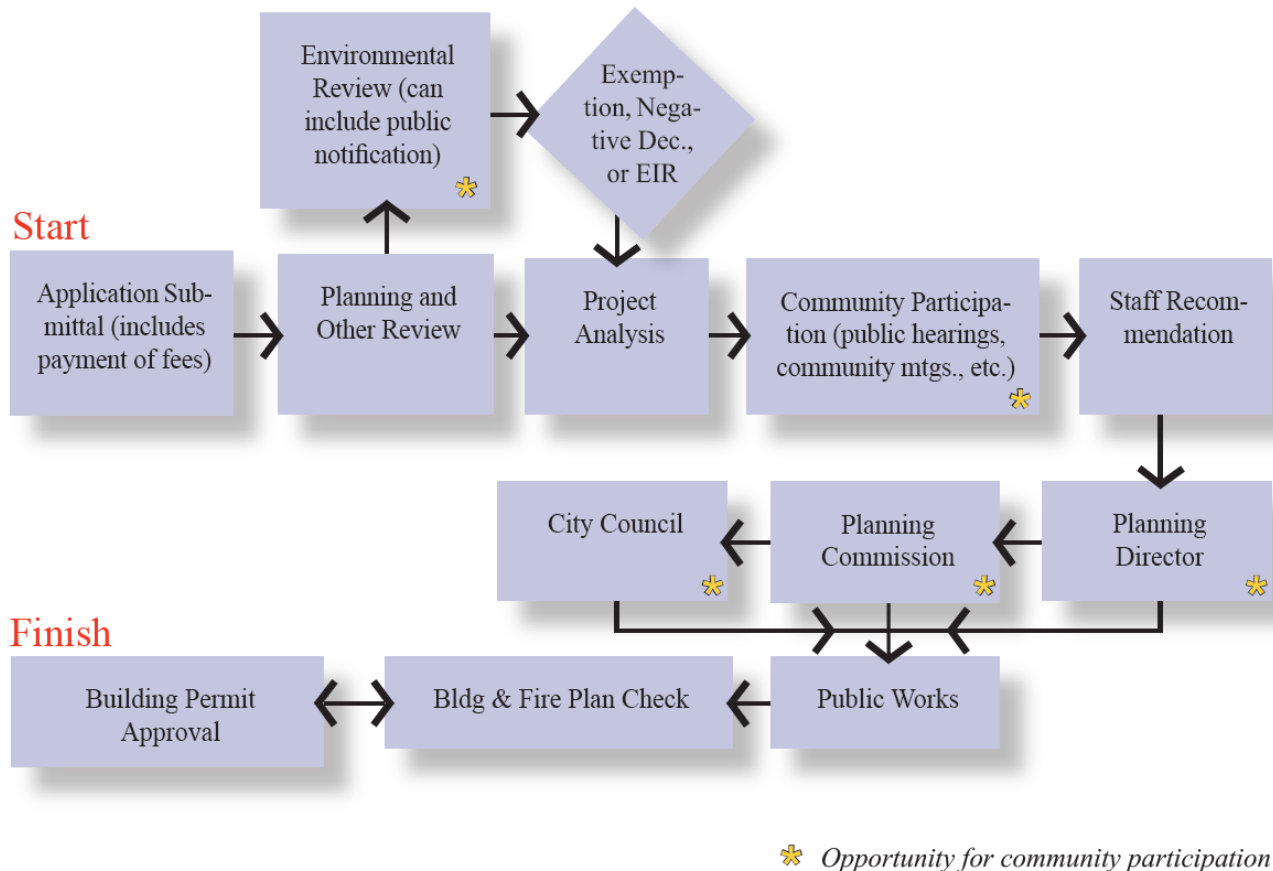 Environmental
Review (can
include public
notification)
*
Exemp-
tion, Nega-
tive Dec.,
or EIR
Start
Application Sub-
mittal (includes
payment of fees)
Planning and
Other Review
Project
Analysis
Community Participa-
tion (public hearings,
community mtgs., etc.)
*
Staff Recom-
mendation
City Council
*
Planning
Commission
*
Planning
Director
*
Finish
Building Permit
Approval
Bldg & Fire Plan Check
Public Works
* Opportunity for community participation